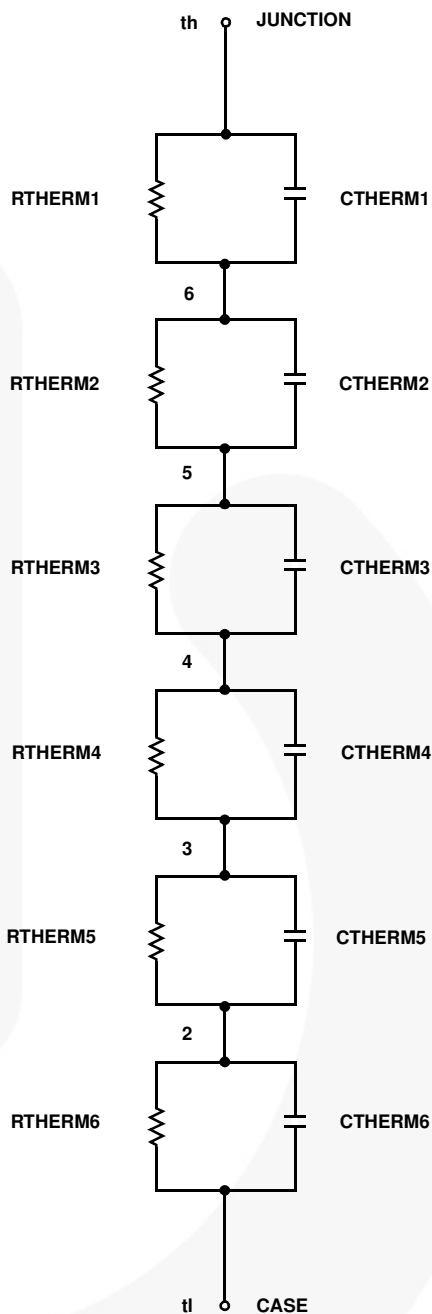 th JUNCTION
RTHERM1 CTHERM1
6
RTHERM2 CTHERM2
5
RTHERM3 CTHERM3
4
RTHERM4 CTHERM4
3
RTHERM5 CTHERM5
2
RTHERM6 CTHERM6
tl CASE